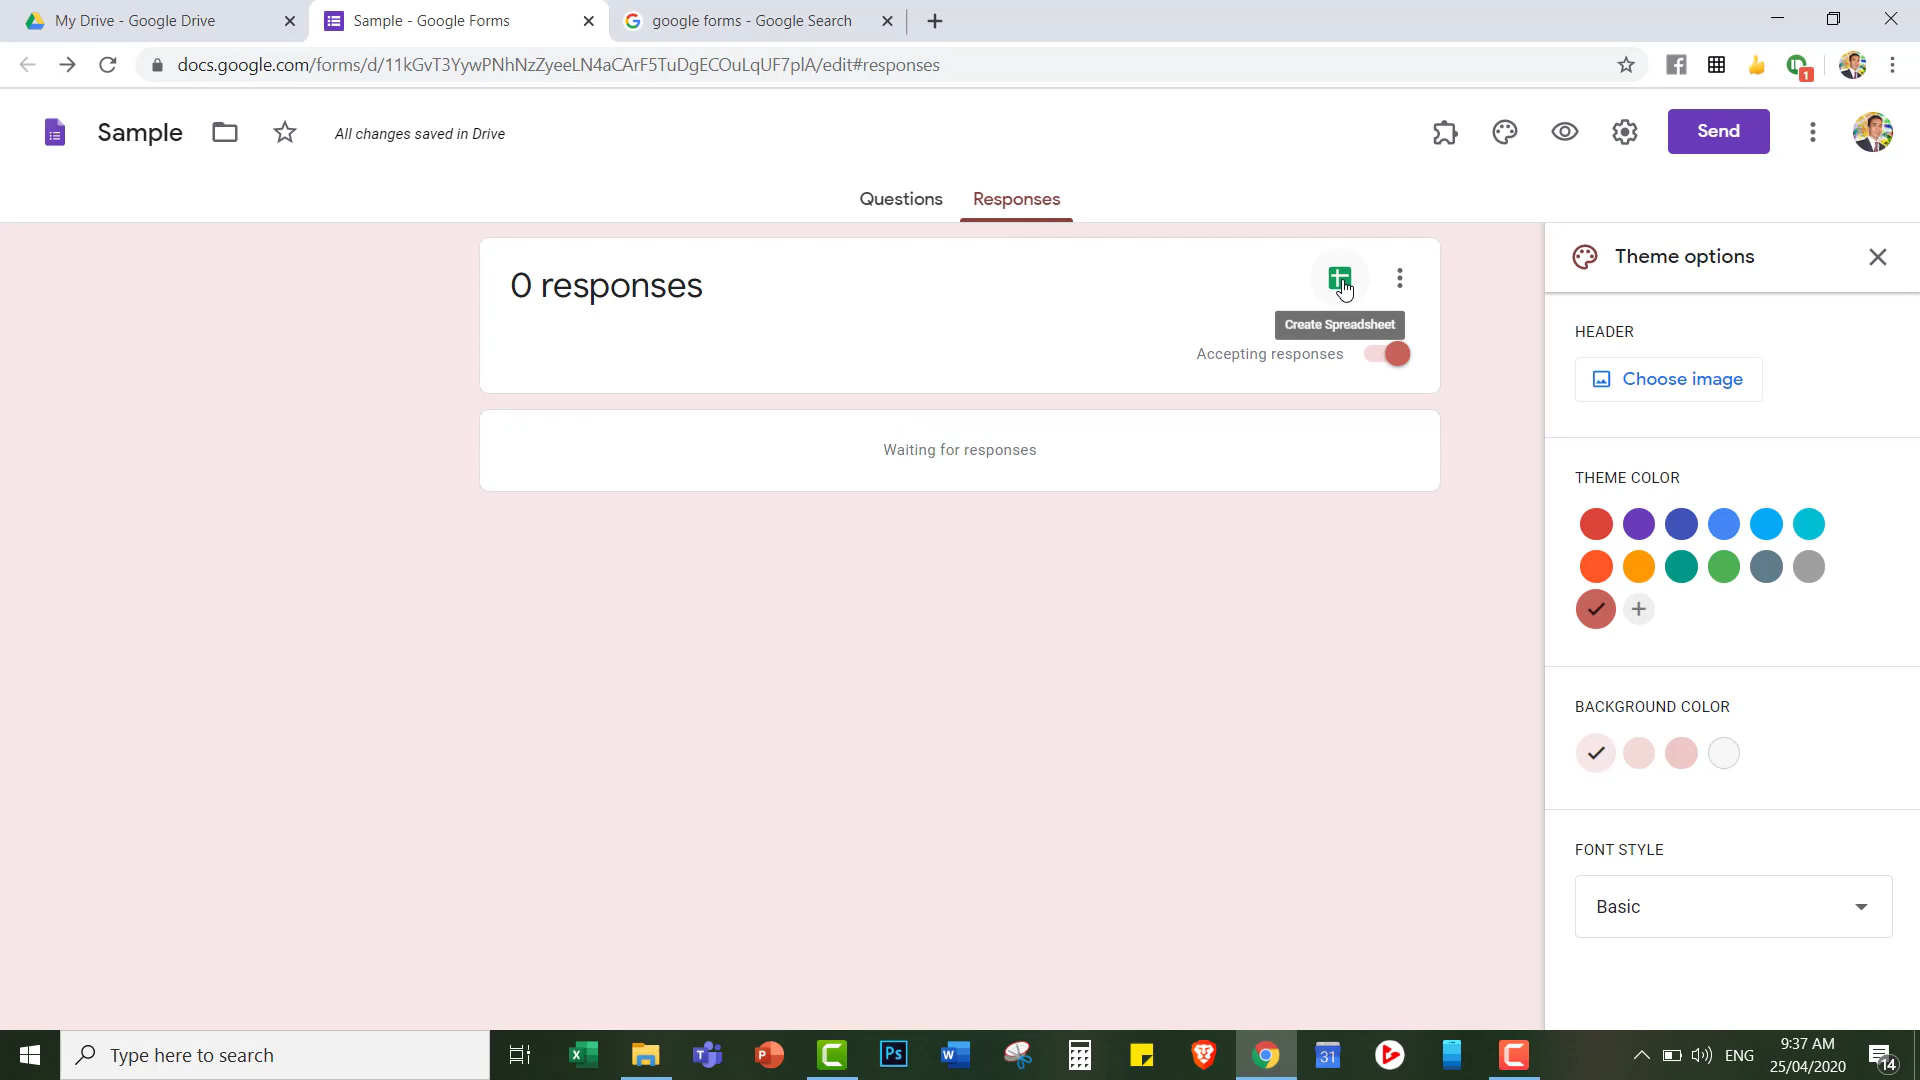 My Drive - Google Drive
Sample - Google Forms
google forms - Google Search
docs.google.com/forms/d/11kGvT3YywPNhNzZyeeLN4aCArF5TuDgECOuLqUF7plA/edit#responses
1
Sample
All changes saved in Drive
Send
Questions
Responses
0 responses
Create Spreadsheet
Accepting responses
Waiting for responses
Theme options
HEADER
Choose image
THEME COLOR
BACKGROUND COLOR
FONT STYLE
Basic
Type here to search
31
ENG
9:37 AM
25/04/2020
14